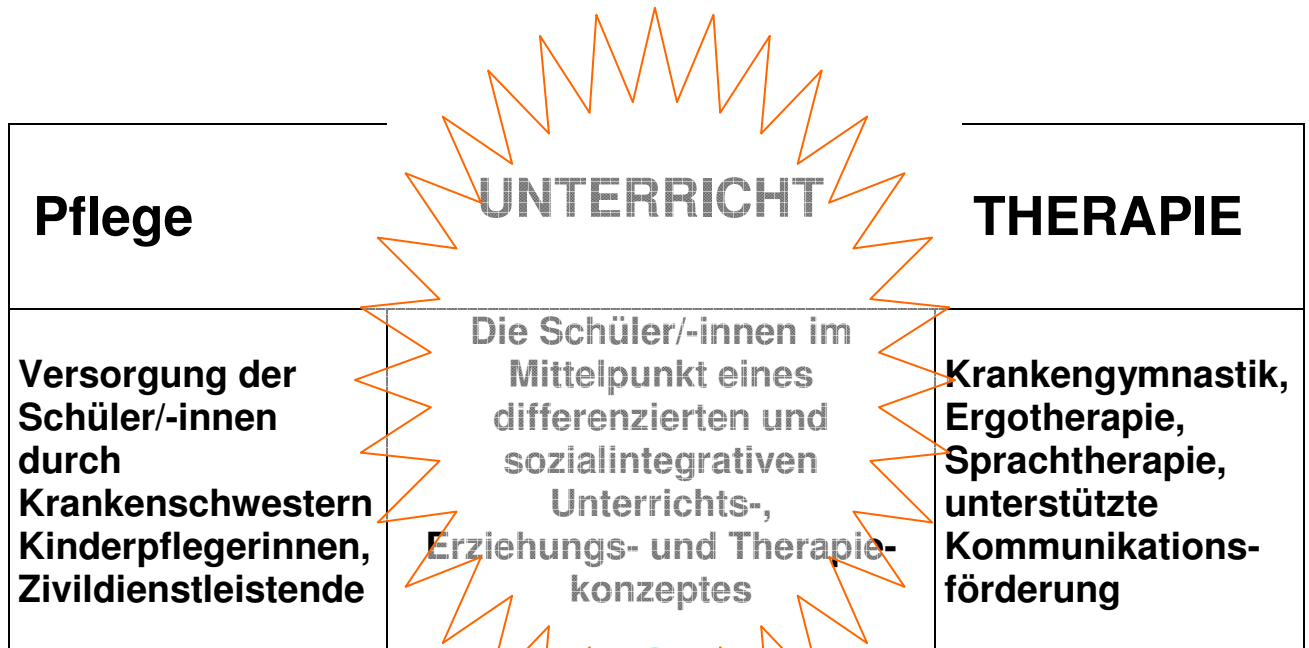 Pflege
UNTERRICHT
THERAPIE
Versorgung der
Schüler/-innen
durch
Krankenschwestern
Kinderpflegerinnen,
Zivildienstleistende
Die Schüler/-innen im
Mittelpunkt eines
differenzierten und
sozialintegrativen
Unterrichts-,
Erziehungs- und Therapie-
konzeptes
Krankengymnastik,
Ergotherapie,
Sprachtherapie,
unterstützte
Kommunikations-
förderung